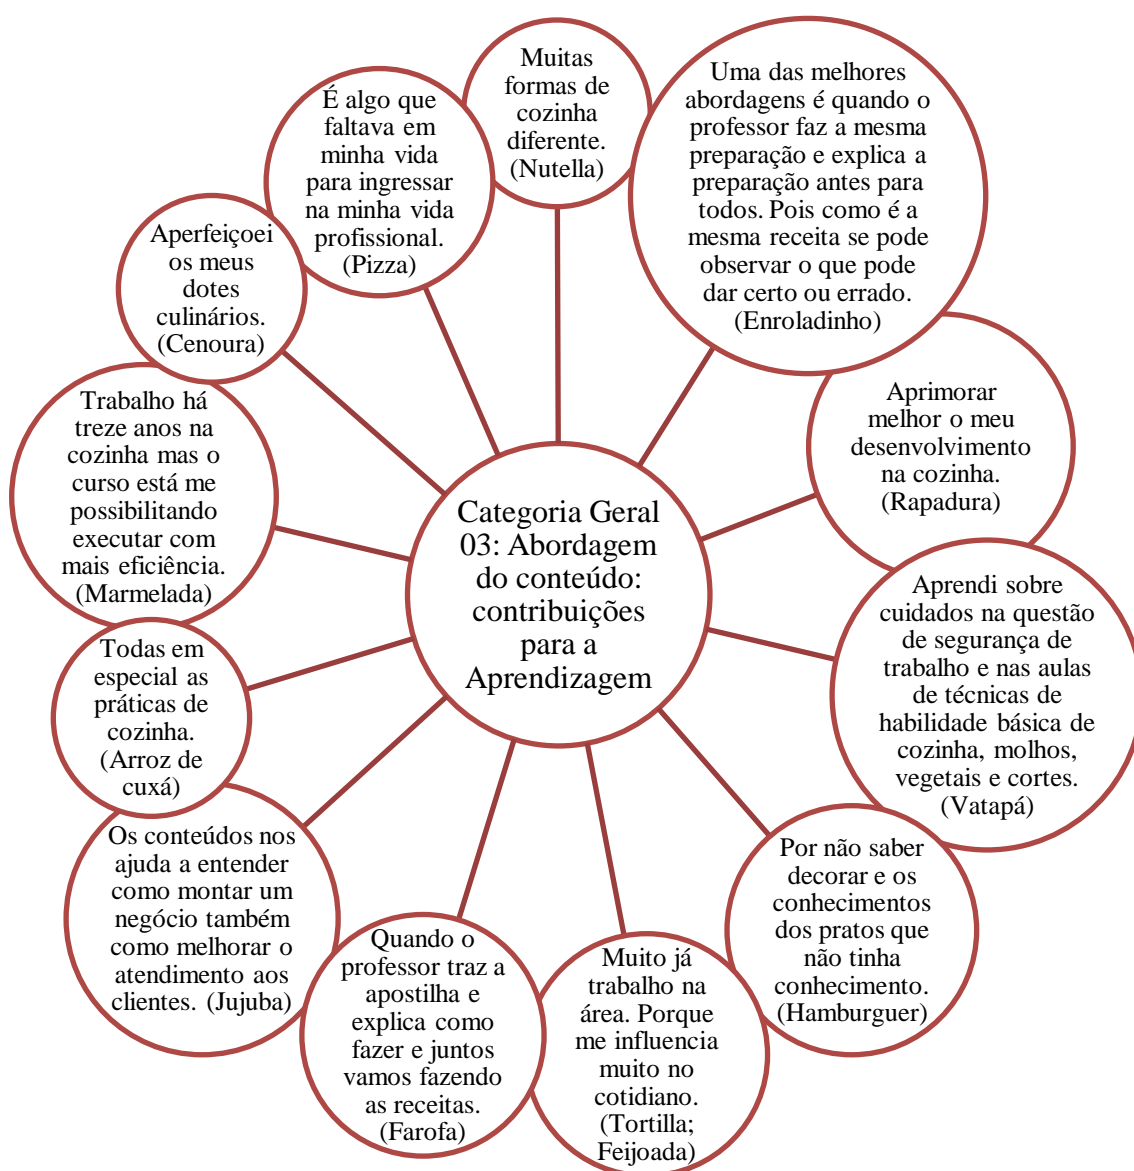 Muitas
formas de
cozinha
diferente.
(Nutella)
Uma das melhores
abordagens é quando o
professor faz a mesma
preparação e explica a
preparação antes para
todos. Pois como é a
mesma receita se pode
observar o que pode
dar certo ou errado.
(Enroladinho)
Aprimorar
melhor o meu
desenvolvimento
na cozinha.
(Rapadura)
Aprendi sobre
cuidados na questão
de segurança de
trabalho e nas aulas
de técnicas de
habilidade básica de
cozinha, molhos,
vegetais e cortes.
(Vatapá)
Por não saber
decorar e os
conhecimentos
dos pratos que
não tinha
conhecimento.
(Hamburguer)
Muito já
trabalho na
área. Porque
me influencia
muito no
cotidiano.
(Tortilla;
Feijoada)
Quando o
professor traz a
apostilha e
explica como
fazer e juntos
vamos fazendo
as receitas.
(Farofa)
Os conteúdos nos
ajuda a entender
como montar um
negócio também
como melhorar o
atendimento aos
clientes. (Jujuba)
Todas em
especial as
práticas de
cozinha.
(Arroz de
cuxá)
Trabalho há
treze anos na
cozinha mas o
curso está me
possibilitando
executar com
mais eficiência.
(Marmelada)
Aperfeiçoei
os meus
dotes
culinários.
(Cenoura)
É algo que
faltava em
minha vida
para ingressar
na minha vida
profissional.
(Pizza)
Categoria Geral
03: Abordagem
do conteúdo:
contribuições
para a
Aprendizagem